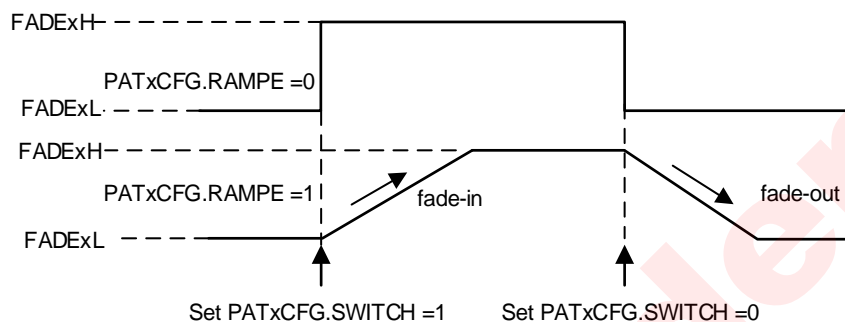 FADExH
PATxCFG.RAMPE =0
FADExL
FADExH
PATxCFG.RAMPE =1
fade-in
fade-out
FADExL
Set PATxCFG.SWITCH =1
Set PATxCFG.SWITCH =0